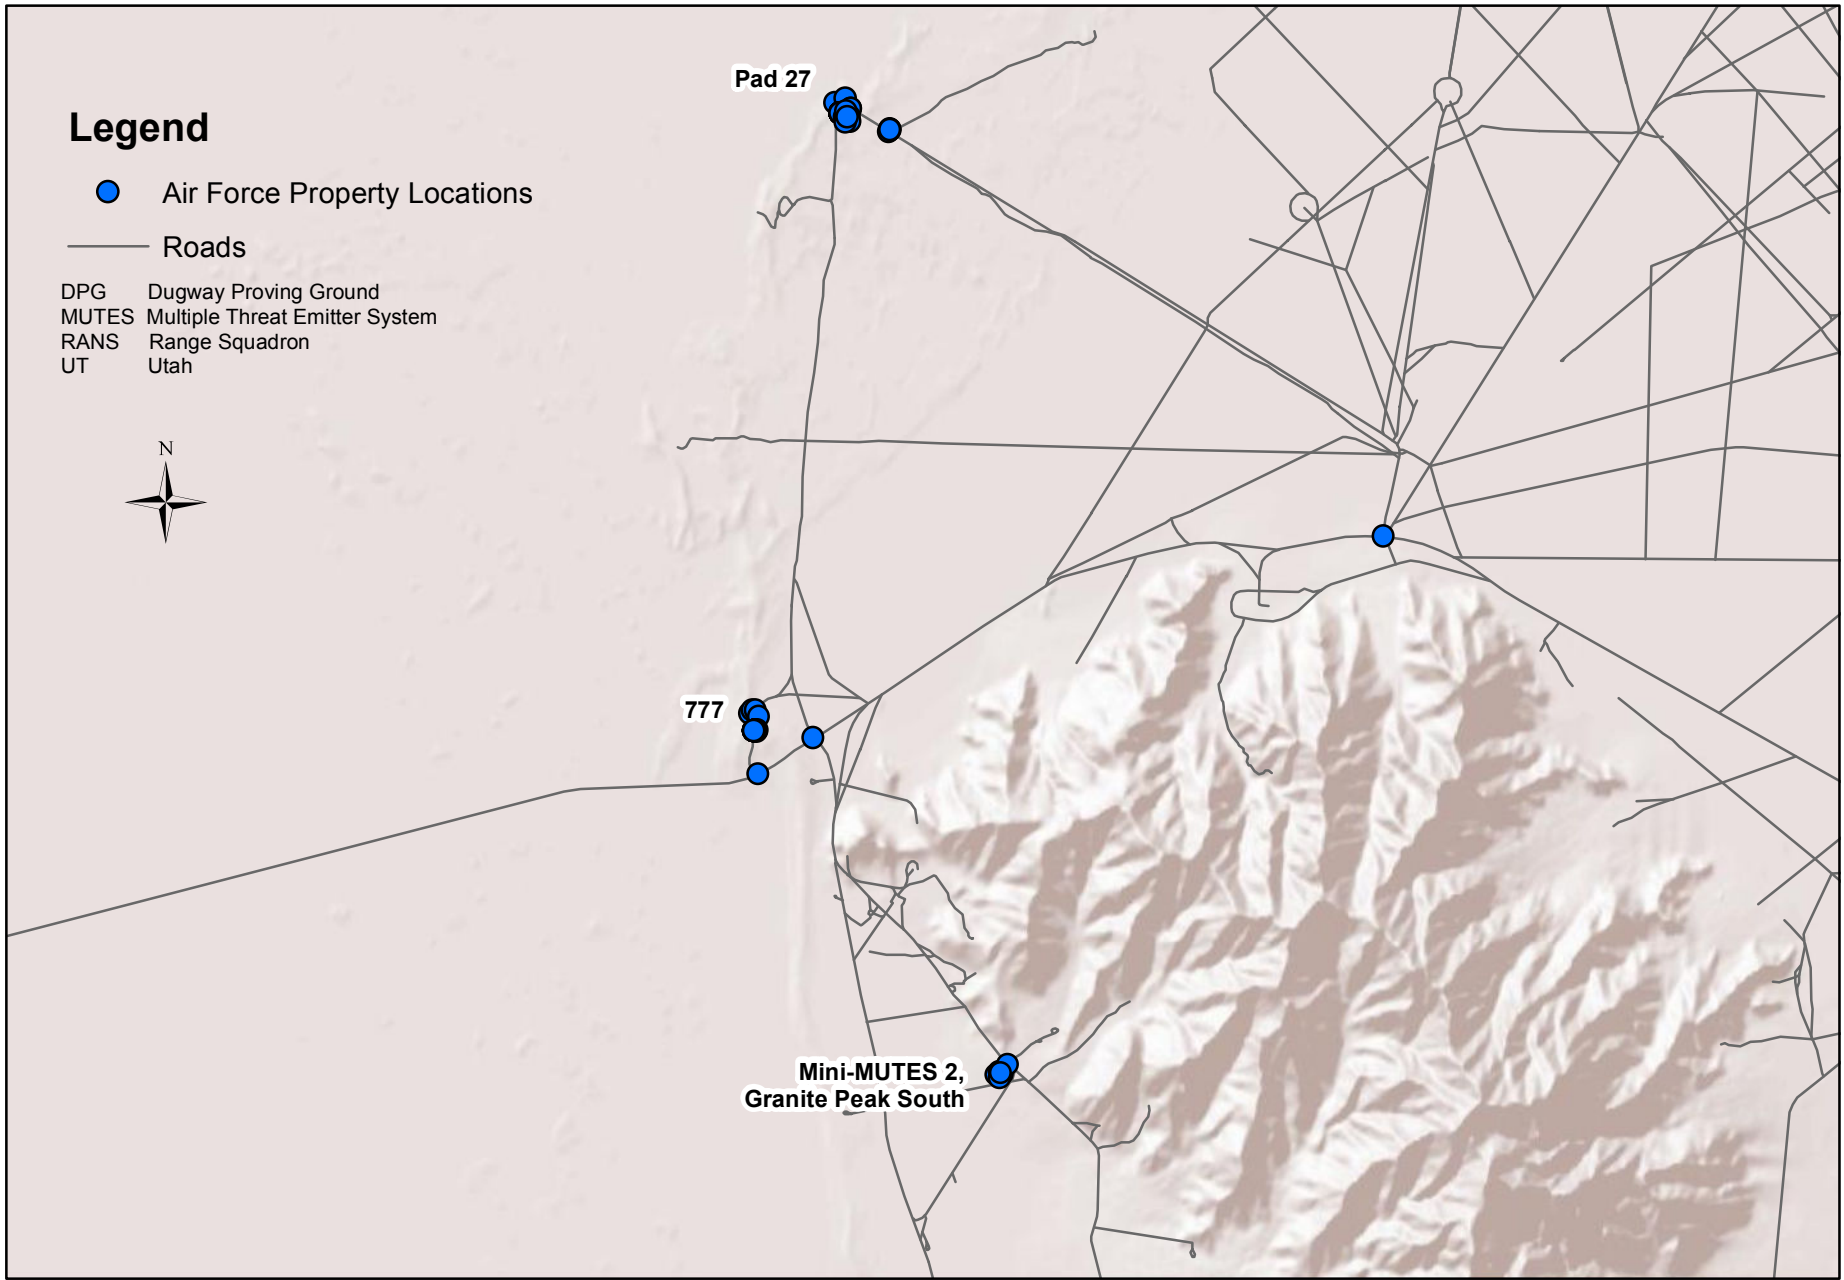 Pad 27
Legend
Air Force Property Locations
Roads
DPG Dugway Proving Ground
MUTES Multiple Threat Emitter System
RANS Range Squadron
UT Utah
N
777
Mini-MUTES 2,
Granite Peak South